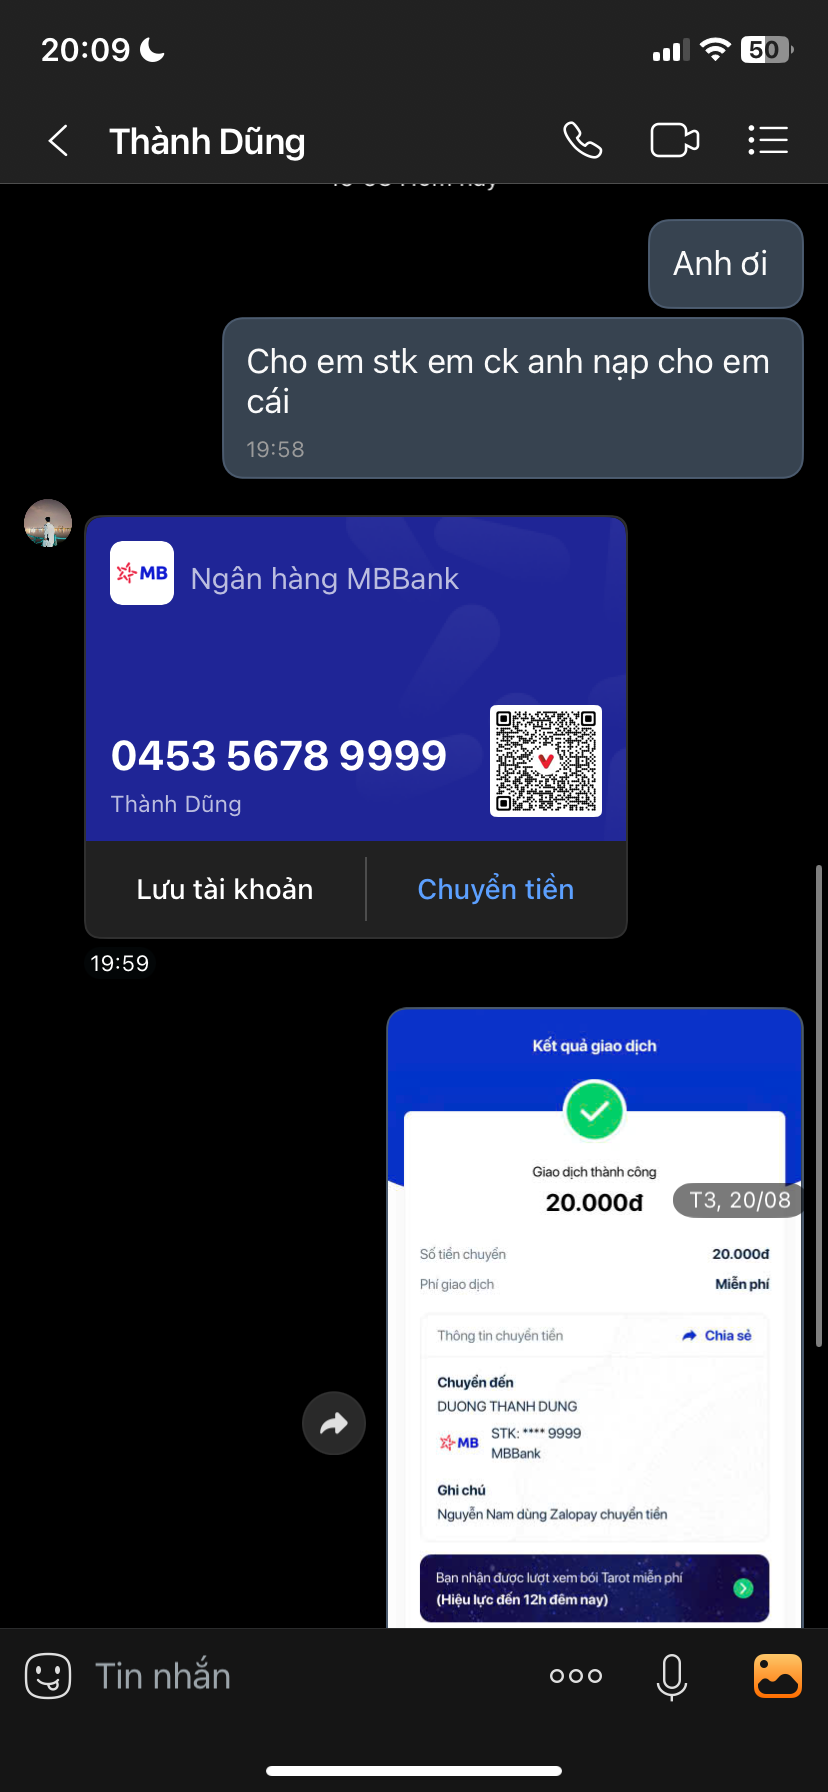 20:09
50
Thành Dũng
Anh ơi
Cho em stk em ck anh nạp cho em
cái
19:58
MB
Ngân hàng MBBank
0453 5678 9999
Thành Dũng
Lưu tài khoản
Chuyển tiền
19:59
Kết quả giao dịch
Giao dịch thành công
20.000đ
T3, 20/08
Số tiền chuyển 20.000đ
Phí giao dịch Miễn phí
Thông tin chuyển tiền Chia sẻ
Chuyển đến
DUONG THANH DUNG
MB
STK: **** 9999
MBBank
Ghi chú
Nguyễn Nam dùng Zalopay chuyển tiền
Bạn nhận được lượt xem bói Tarot miễn phí
(Hiệu lực đến 12h đêm nay)
Tin nhắn